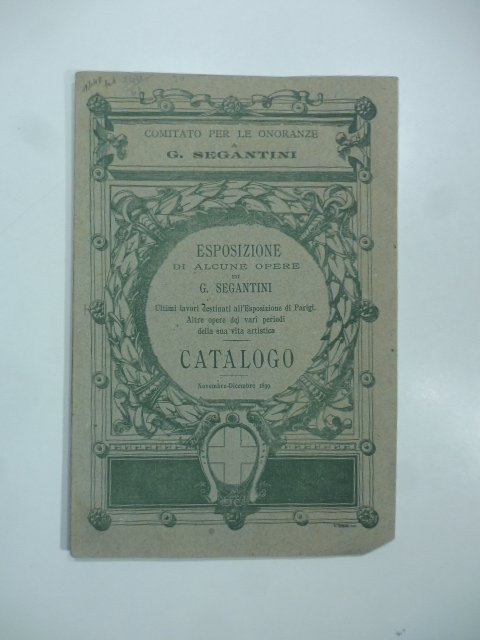 COMITATO PER LE ONORANZE
A
G. SEGANTINI
ESPOSIZIONE
DI ALCUNE OPERE
DI
G. SEGANTINI
Ultimi lavori destinati all'Esposizione di Parigi.
Altre opere dei vari periodi
della sua vita artistica
CATALOGO
Novembre-Dicembre 1899